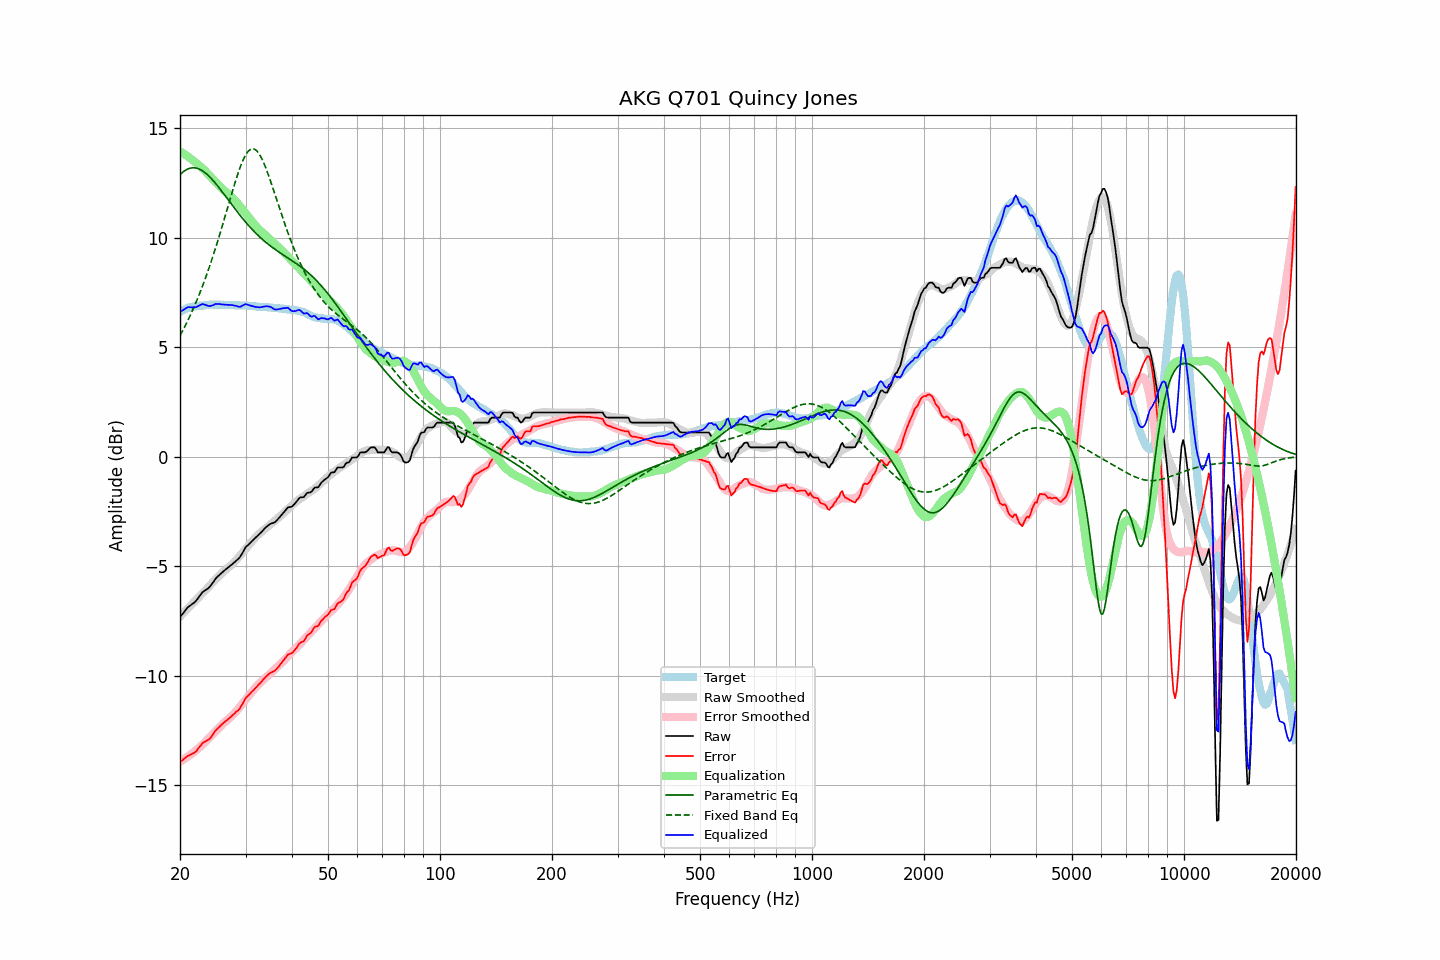 AKG Q701 Quincy Jones
Amplitude (dBr)
15
10
5
0
−5
−10
−15
Target
Raw Smoothed
Error Smoothed
Raw
Error
Equalization
Parametric Eq
Fixed Band Eq
Equalized
20 50 100 200 500 1000 2000 5000 10000 20000
Frequency (Hz)